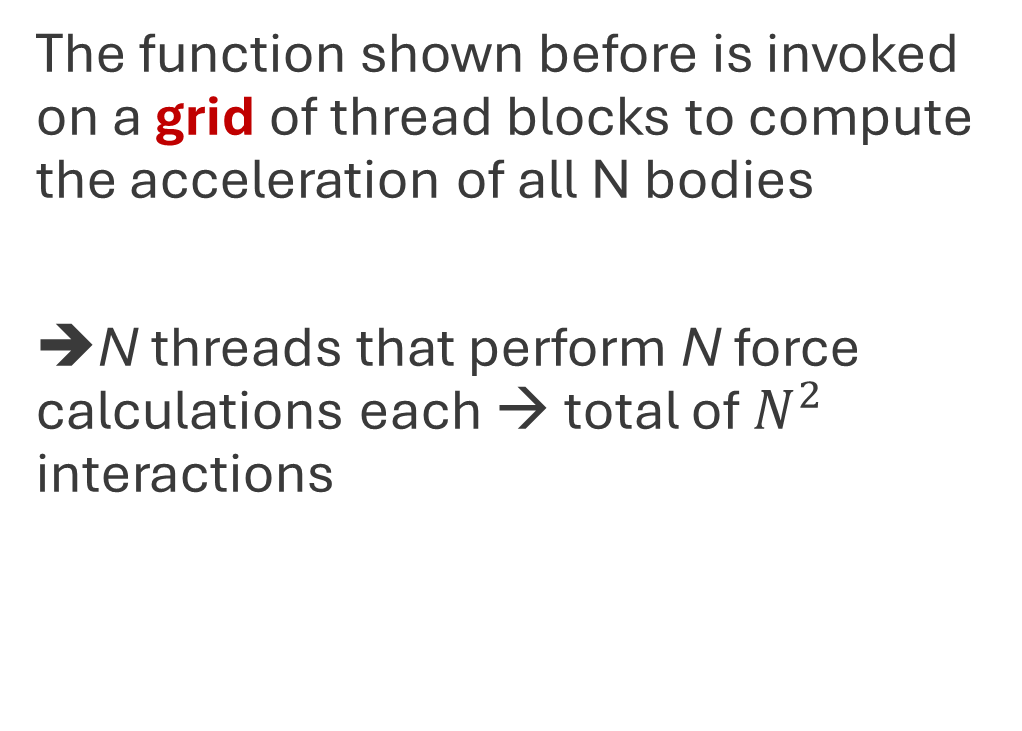 The function shown before is invoked
on a grid of thread blocks to compute
the acceleration of all N bodies
➔N threads that perform N force
calculations each → total of N²
interactions